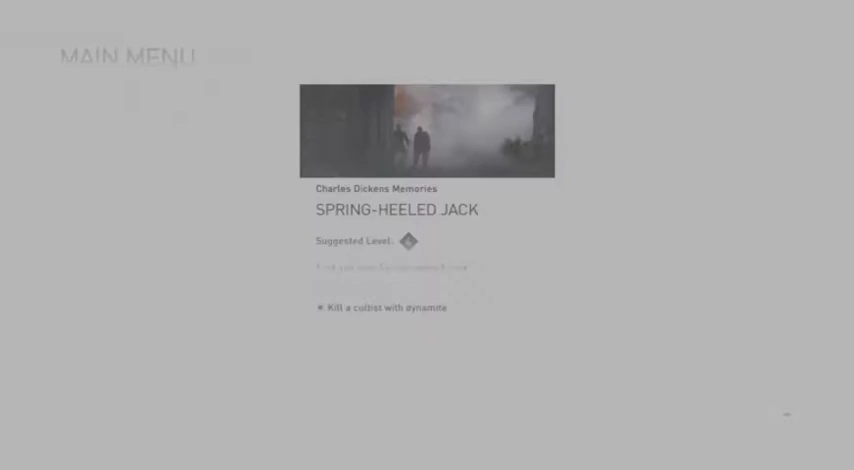 MAIN MENU
Charles Dickens Memories
SPRING-HEELED JACK
Suggested Level:
* Kill a cultist with dynamite